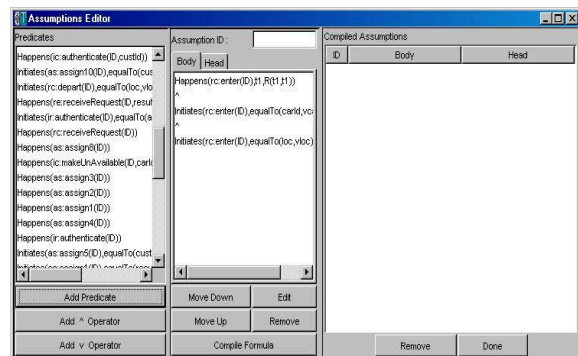 Assumptions Editor
Predicates
Happens(ic:authenticate(ID,custId))
Initiates(as:assign10(ID),equalTo(cus
Initiates(rc:depart(ID),equalTo(loc,vlo
Happens(re:receiveRequest(ID,resul
Initiates(ir:authenticate(ID),equalTo(a
Happens(rc:receiveRequest(ID))
Happens(as:assign8(ID))
Happens(ic:makeUnAvailable(ID,carId
Happens(as:assign3(ID))
Happens(as:assign2(ID))
Happens(as:assign1(ID))
Happens(as:assign4(ID))
Happens(ir:authenticate(ID))
Initiates(as:assign5(ID),equalTo(cust
Add Predicate
Add ^ Operator
Add v Operator
Assumption ID :
Body Head
Happens(rc:enter(ID),t1,R(t1,t1))
^
Initiates(rc:enter(ID),equalTo(carId,vca
^
Initiates(rc:enter(ID),equalTo(loc,vloc)
Move Down Edit
Move Up Remove
Compile Formula
Compiled Assumptions
ID Body Head
Remove Done